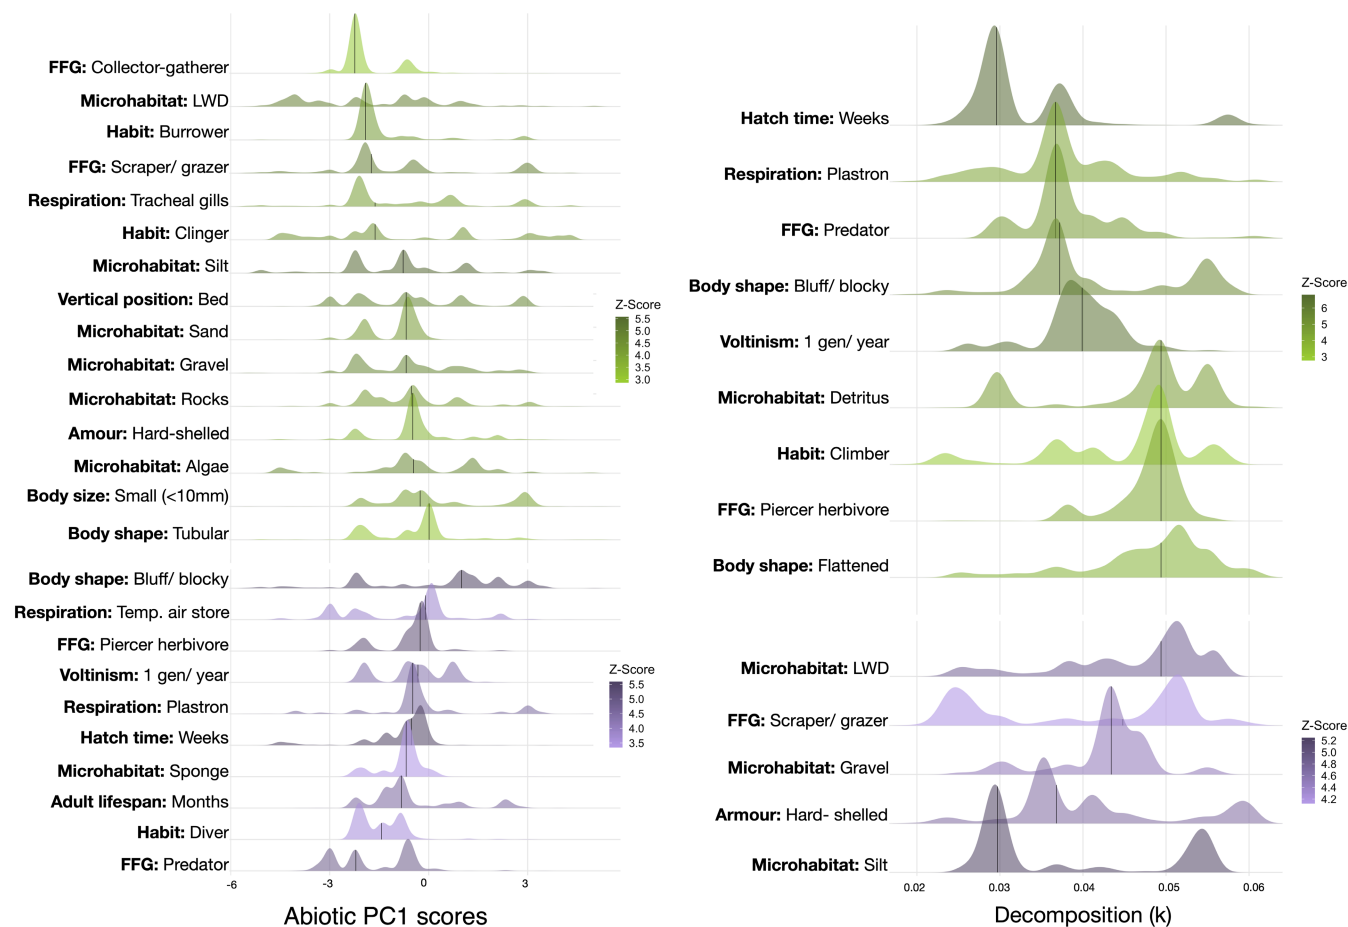 FFG: Collector-gatherer
Microhabitat: LWD
Habit: Burrower
FFG: Scraper/ grazer
Respiration: Tracheal gills
Habit: Clinger
Microhabitat: Silt
Vertical position: Bed
Microhabitat: Sand
Microhabitat: Gravel
Microhabitat: Rocks
Amour: Hard-shelled
Microhabitat: Algae
Body size: Small (<10mm)
Body shape: Tubular
Z-Score
5.5
5.0
4.5
4.0
3.5
3.0
Body shape: Bluff/ blocky
Respiration: Temp. air store
FFG: Piercer herbivore
Voltinism: 1 gen/ year
Respiration: Plastron
Hatch time: Weeks
Microhabitat: Sponge
Adult lifespan: Months
Habit: Diver
FFG: Predator
Z-Score
5.5
5.0
4.5
4.0
3.5
-6 -3 0 3
Abiotic PC1 scores
Hatch time: Weeks
Respiration: Plastron
FFG: Predator
Body shape: Bluff/ blocky
Voltinism: 1 gen/ year
Microhabitat: Detritus
Habit: Climber
FFG: Piercer herbivore
Body shape: Flattened
Z-Score
6
5
4
3
Microhabitat: LWD
FFG: Scraper/ grazer
Microhabitat: Gravel
Armour: Hard- shelled
Microhabitat: Silt
Z-Score
5.2
5.0
4.8
4.6
4.4
4.2
0.02 0.03 0.04 0.05 0.06
Decomposition (k)